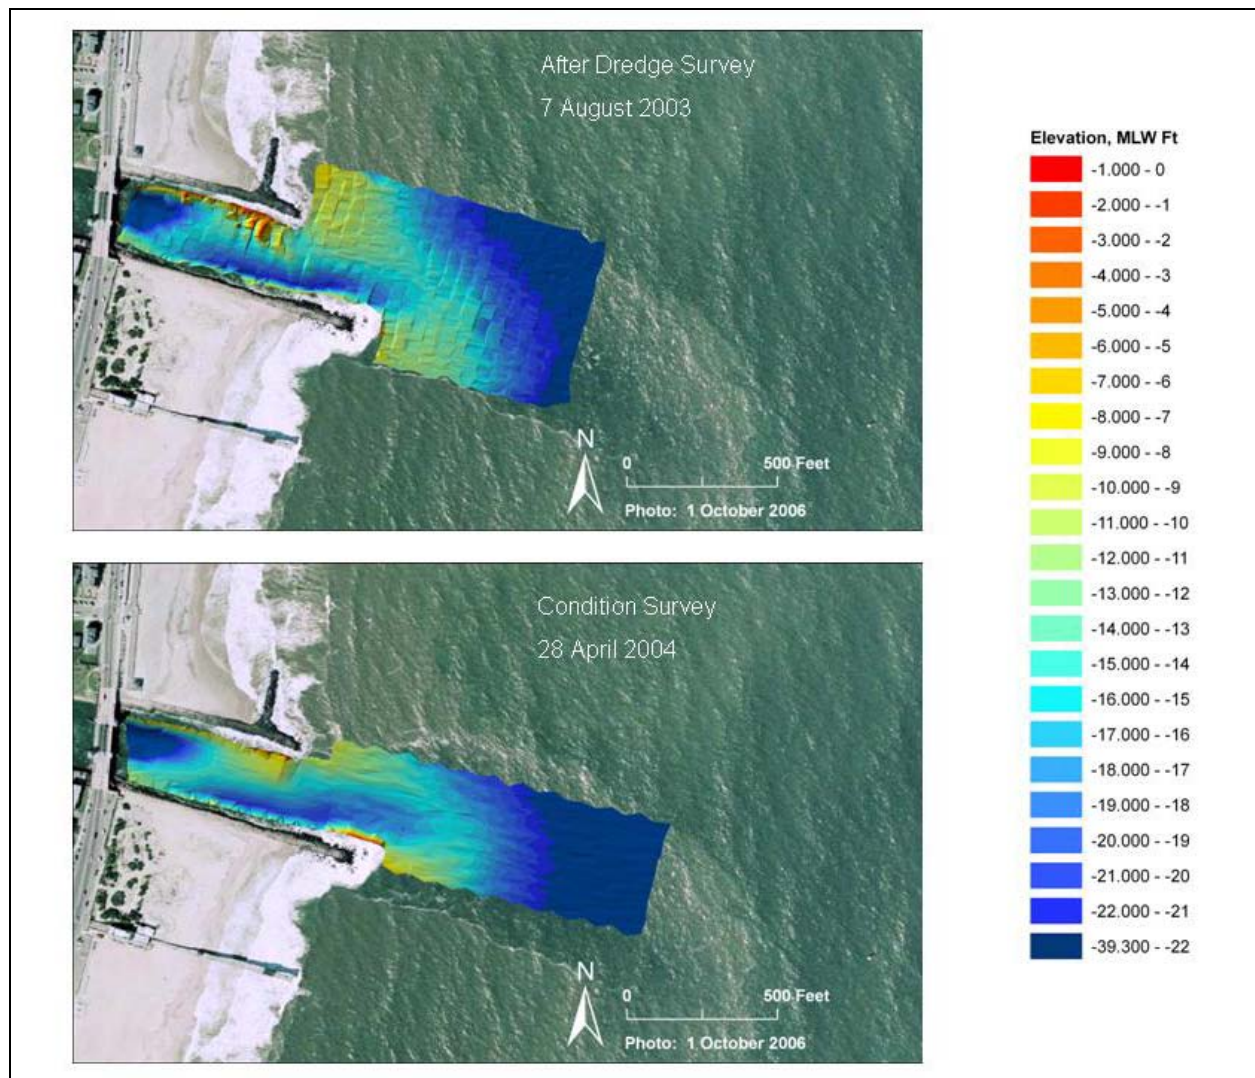 After Dredge Survey
7 August 2003
N
0 500 Feet
Photo: 1 October 2006
Condition Survey
28 April 2004
N
0 500 Feet
Photo: 1 October 2006
Elevation, MLW Ft
-1.000 - 0
-2.000 - -1
-3.000 - -2
-4.000 - -3
-5.000 - -4
-6.000 - -5
-7.000 - -6
-8.000 - -7
-9.000 - -8
-10.000 - -9
-11.000 - -10
-12.000 - -11
-13.000 - -12
-14.000 - -13
-15.000 - -14
-16.000 - -15
-17.000 - -16
-18.000 - -17
-19.000 - -18
-20.000 - -19
-21.000 - -20
-22.000 - -21
-39.300 - -22